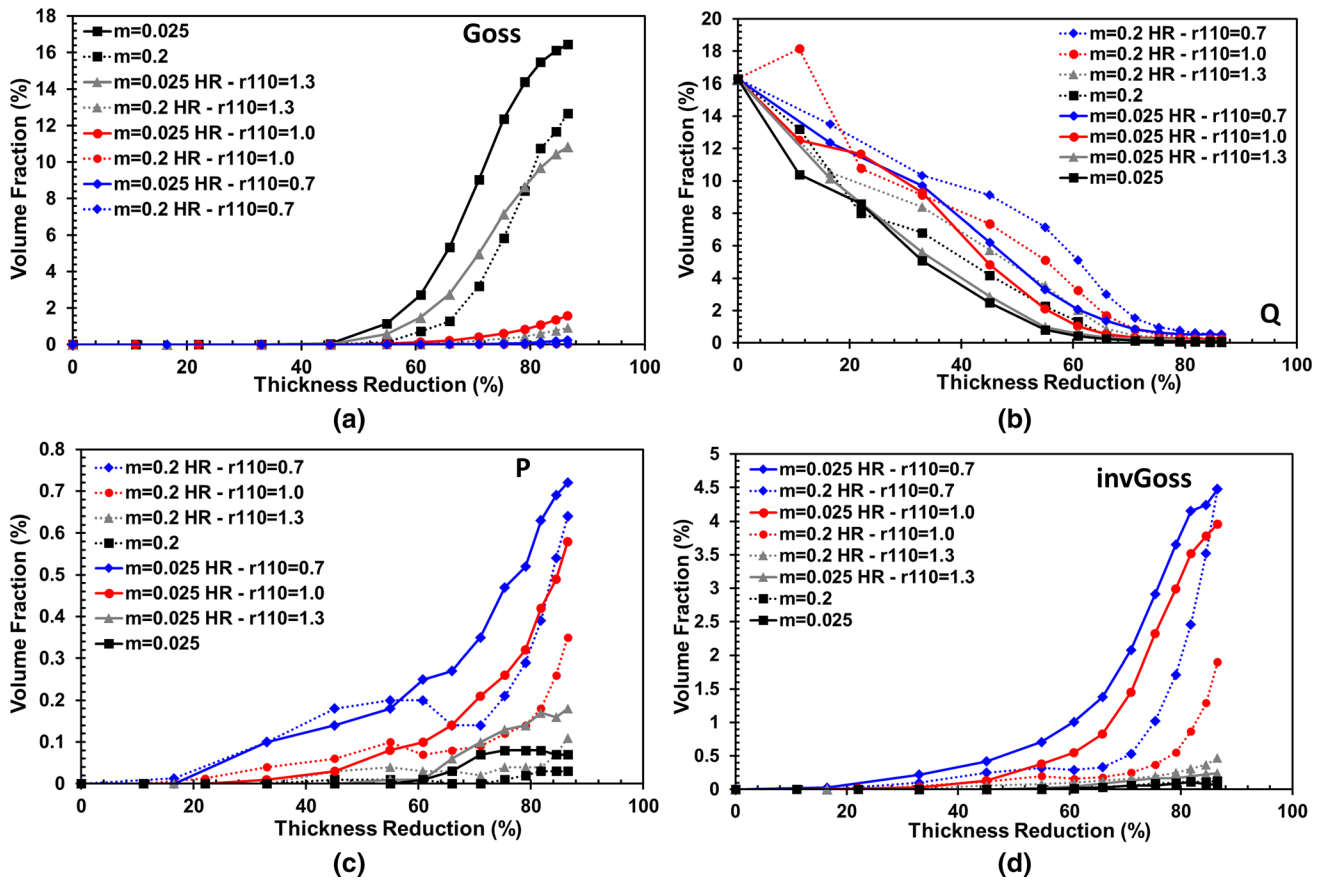 Goss
m=0.025
m=0.2
m=0.025 HR - r110=1.3
m=0.2 HR - r110=1.3
m=0.025 HR - r110=1.0
m=0.2 HR - r110=1.0
m=0.025 HR - r110=0.7
m=0.2 HR - r110=0.7
Volume Fraction (%)
18
16
14
12
10
8
6
4
2
0
0 20 40 60 80 100
Thickness Reduction (%)
(a)
m=0.2 HR - r110=0.7
m=0.2 HR - r110=1.0
m=0.2 HR - r110=1.3
m=0.2
m=0.025 HR - r110=0.7
m=0.025 HR - r110=1.0
m=0.025 HR - r110=1.3
m=0.025
Q
Volume Fraction (%)
20
18
16
14
12
10
8
6
4
2
0
0 20 40 60 80 100
Thickness Reduction (%)
(b)
P
m=0.2 HR - r110=0.7
m=0.2 HR - r110=1.0
m=0.2 HR - r110=1.3
m=0.2
m=0.025 HR - r110=0.7
m=0.025 HR - r110=1.0
m=0.025 HR - r110=1.3
m=0.025
Volume Fraction (%)
0.8
0.7
0.6
0.5
0.4
0.3
0.2
0.1
0
0 20 40 60 80 100
Thickness Reduction (%)
(c)
invGoss
m=0.025 HR - r110=0.7
m=0.2 HR - r110=0.7
m=0.025 HR - r110=1.0
m=0.2 HR - r110=1.0
m=0.2 HR - r110=1.3
m=0.025 HR - r110=1.3
m=0.2
m=0.025
Volume Fraction (%)
5
4.5
4
3.5
3
2.5
2
1.5
1
0.5
0
0 20 40 60 80 100
Thickness Reduction (%)
(d)